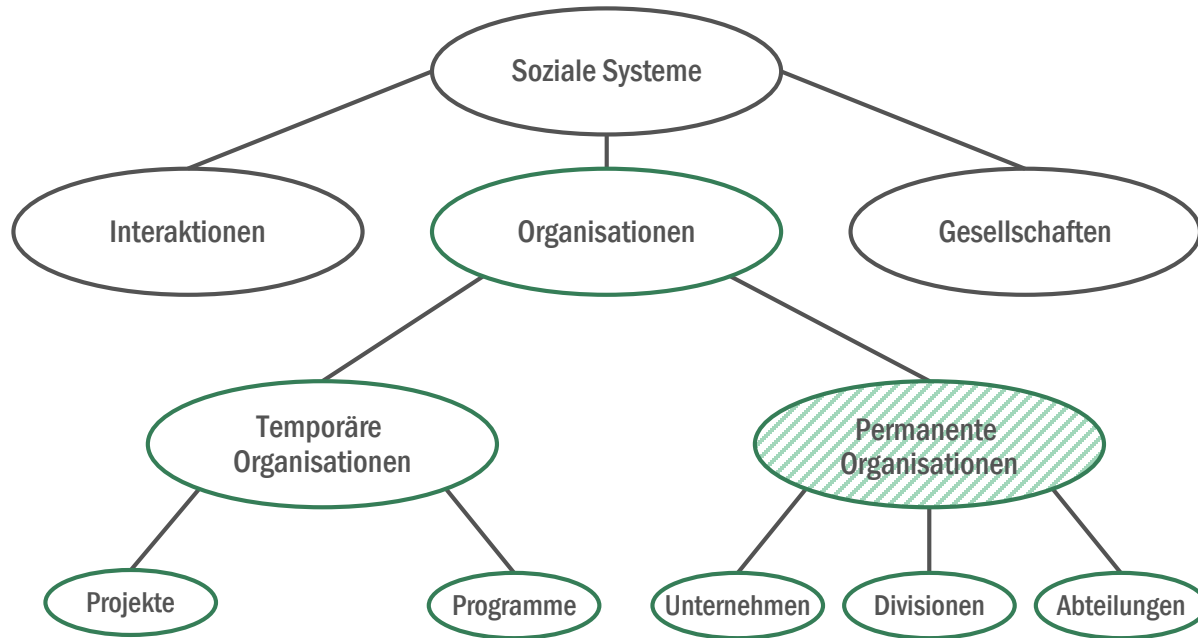 Soziale Systeme
Interaktionen
Organisationen
Gesellschaften
Temporäre
Organisationen
Permanente
Organisationen
Projekte
Programme
Unternehmen
Divisionen
Abteilungen